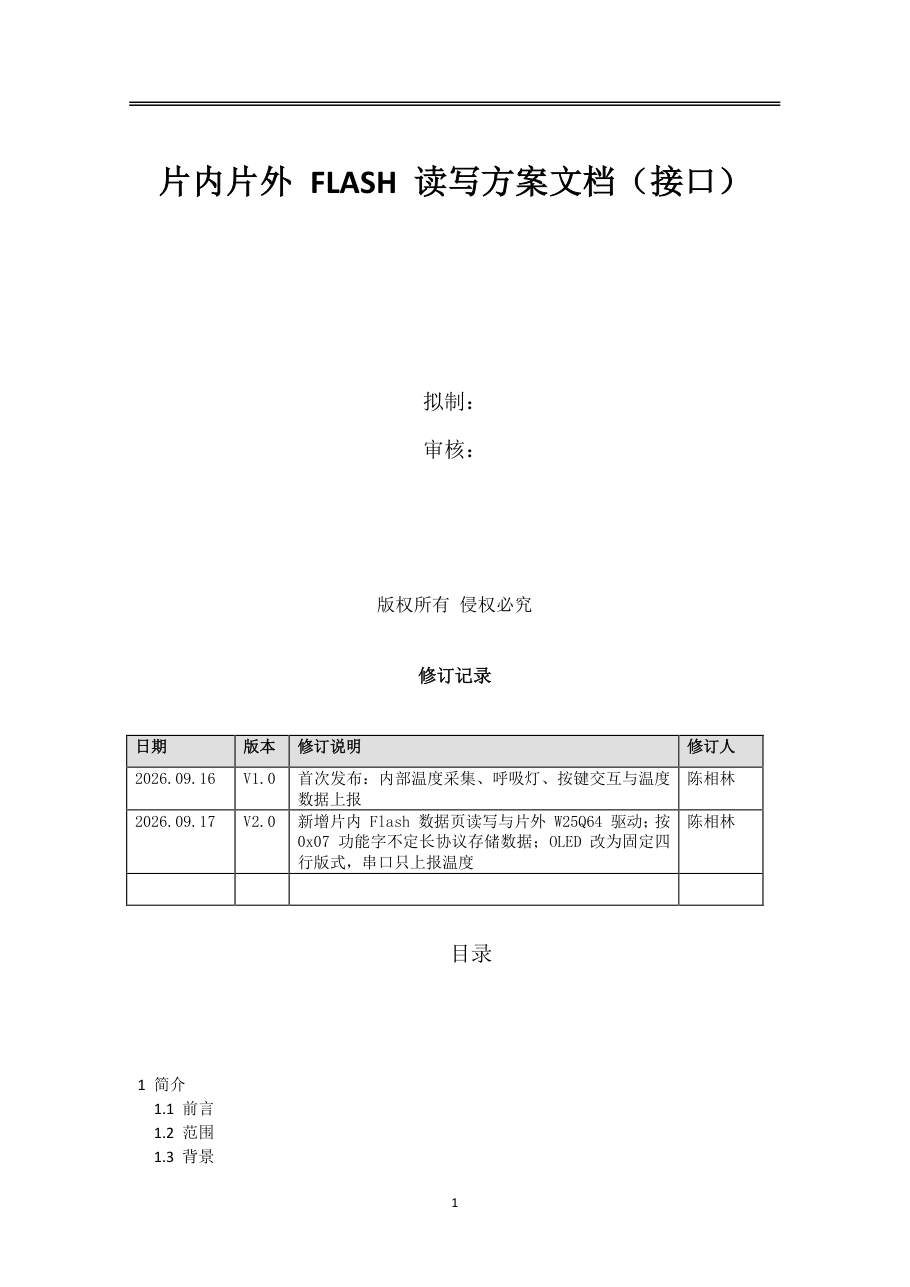 片内片外 FLASH 读写方案文档（接口）
拟制：
审核：
版权所有 侵权必究
修订记录
日期 版本 修订说明 修订人
2026.09.16 V1.0 首次发布：内部温度采集、呼吸灯、按键交互与温度 陈相林
数据上报
2026.09.17 V2.0 新增片内 Flash 数据页读写与片外 W25Q64 驱动；按 陈相林
0x07 功能字不定长协议存储数据；OLED 改为固定四
行版式，串口只上报温度
目录
1 简介
1.1 前言
1.2 范围
1.3 背景
1